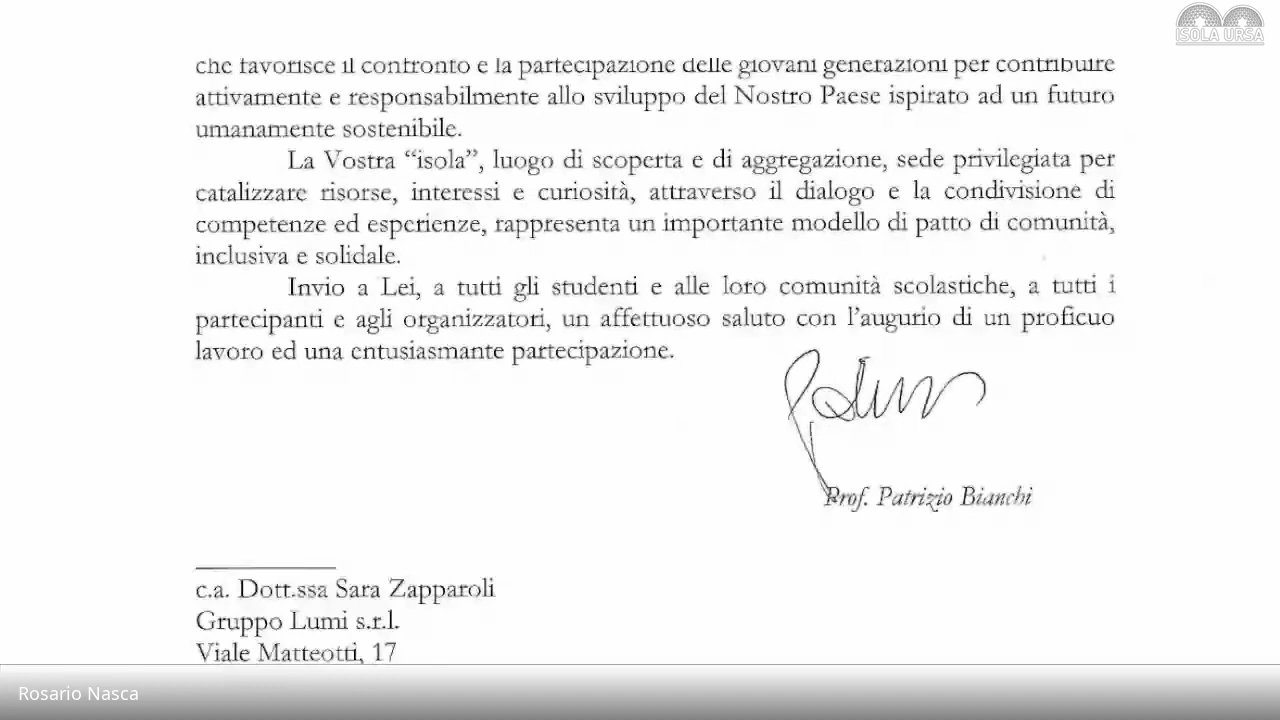 ISOLA URSA
che favorisce il confronto e la partecipazione delle giovani generazioni per contribuire
attivamente e responsabilmente allo sviluppo del Nostro Paese ispirato ad un futuro
umanamente sostenibile.
La Vostra “isola”, luogo di scoperta e di aggregazione, sede privilegiata per
catalizzare risorse, interessi e curiosità, attraverso il dialogo e la condivisione di
competenze ed esperienze, rappresenta un importante modello di patto di comunità,
inclusiva e solidale.
Invio a Lei, a tutti gli studenti e alle loro comunità scolastiche, a tutti i
partecipanti e agli organizzatori, un affettuoso saluto con l’augurio di un proficuo
lavoro ed una entusiasmante partecipazione.
Prof. Patrizio Bianchi
c.a. Dott.ssa Sara Zapparoli
Gruppo Lumi s.r.l.
Viale Matteotti, 17
Rosario Nasca